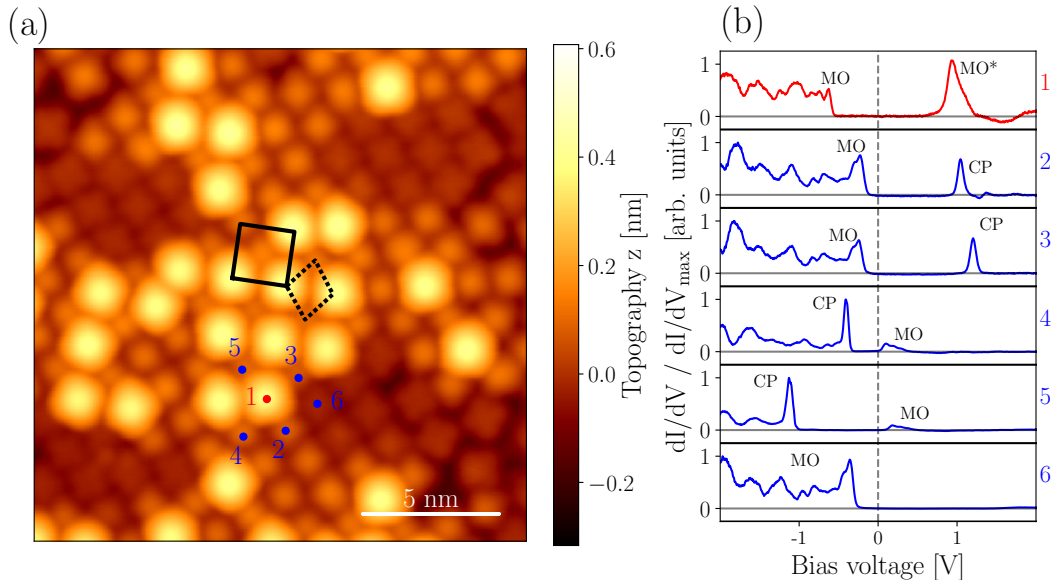 (a)
5
3
1
6
4
2
5 nm
0.6
0.4
0.2
0.0
−0.2
Topography z [nm]
(b)
1
0
MO
MO*
1
1
0
MO
CP
2
1
0
MO
CP
3
1
0
CP
MO
4
1
0
CP
MO
5
1
0
MO
6
dI/dV / dI/dVmax [arb. units]
-1
0
1
Bias voltage [V]